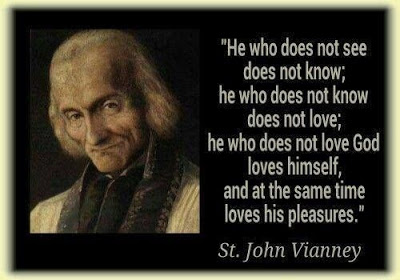 "He who does not see
does not know;
he who does not know
does not love;
he who does not love God
loves himself,
and at the same time
loves his pleasures."
St. John Vianney